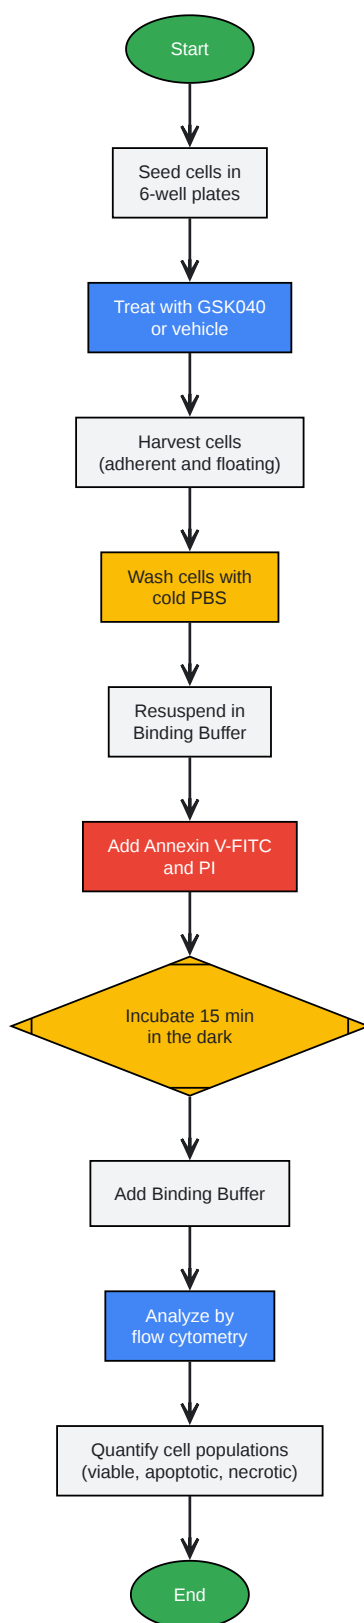 Start
Seed cells in
6-well plates
Treat with GSK040
or vehicle
Harvest cells
(adherent and floating)
Wash cells with
cold PBS
Resuspend in
Binding Buffer
Add Annexin V-FITC
and PI
Incubate 15 min
in the dark
Add Binding Buffer
Analyze by
flow cytometry
Quantify cell populations
(viable, apoptotic, necrotic)
End